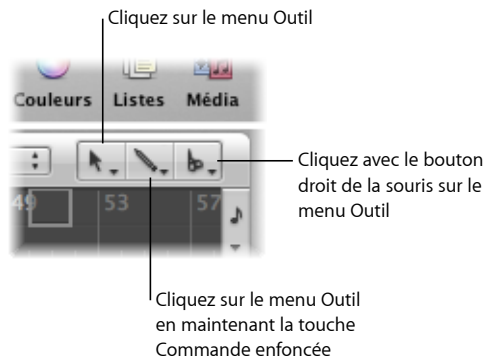 Cliquez sur le menu Outil
Couleurs Listes Média
49 53 57
Cliquez avec le bouton
droit de la souris sur le
menu Outil
Cliquez sur le menu Outil
en maintenant la touche
Commande enfoncée